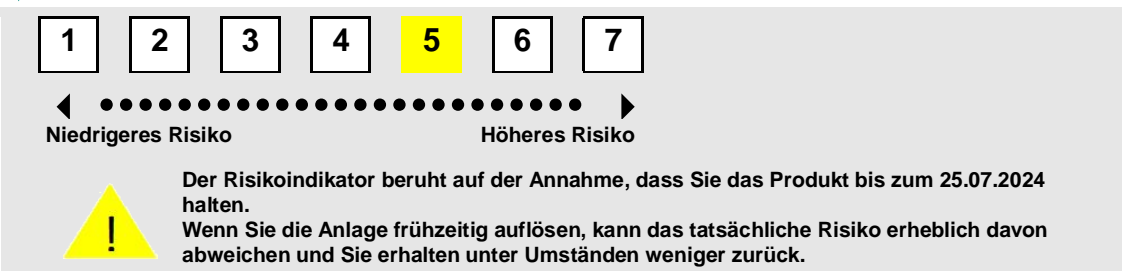 1 2 3 4 5 6 7
Niedrigeres Risiko Höheres Risiko
Der Risikoindikator beruht auf der Annahme, dass Sie das Produkt bis zum 25.07.2024
halten.
Wenn Sie die Anlage frühzeitig auflösen, kann das tatsächliche Risiko erheblich davon
abweichen und Sie erhalten unter Umständen weniger zurück.
!